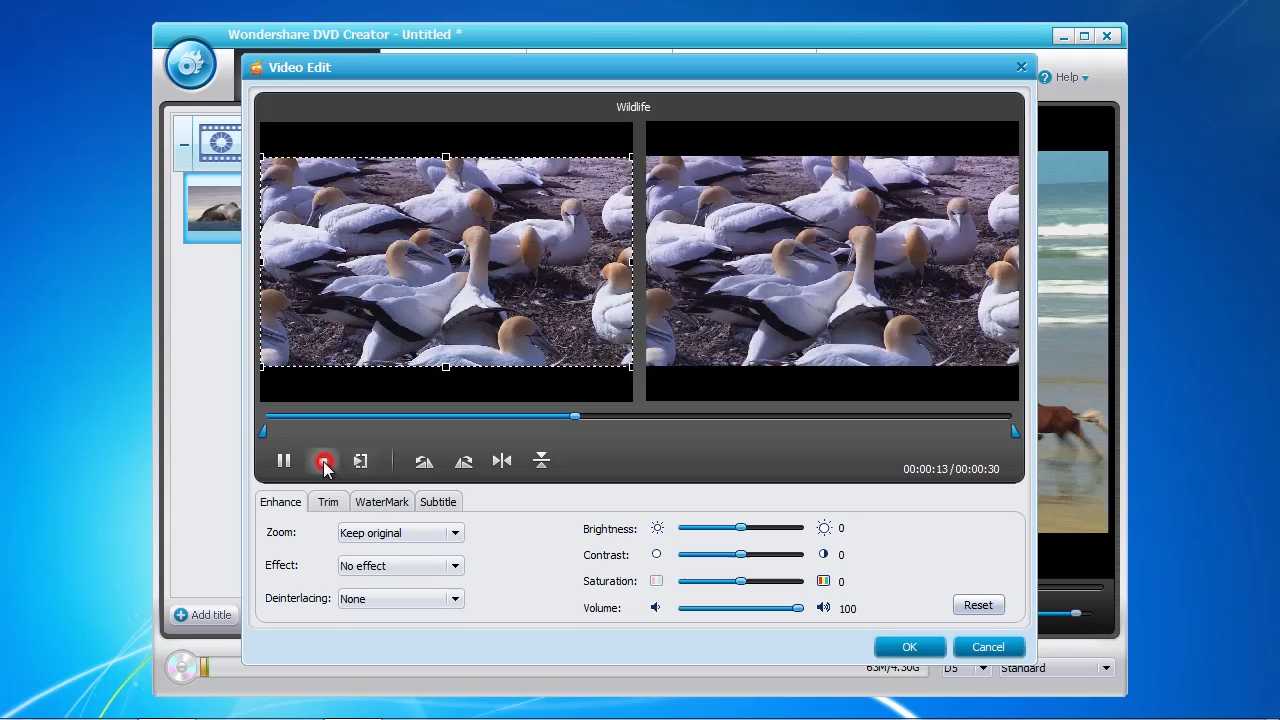 Wondershare DVD Creator - Untitled *
Help
Video Edit
Wildlife
00:00:13/00:00:30
Enhance Trim WaterMark Subtitle
Zoom: Keep original
Effect: No effect
Deinterlacing: None
Brightness: 0
Contrast: 0
Saturation: 0
Volume: 100
Reset
Add title
OK Cancel
63M/4.30G D5 Standard